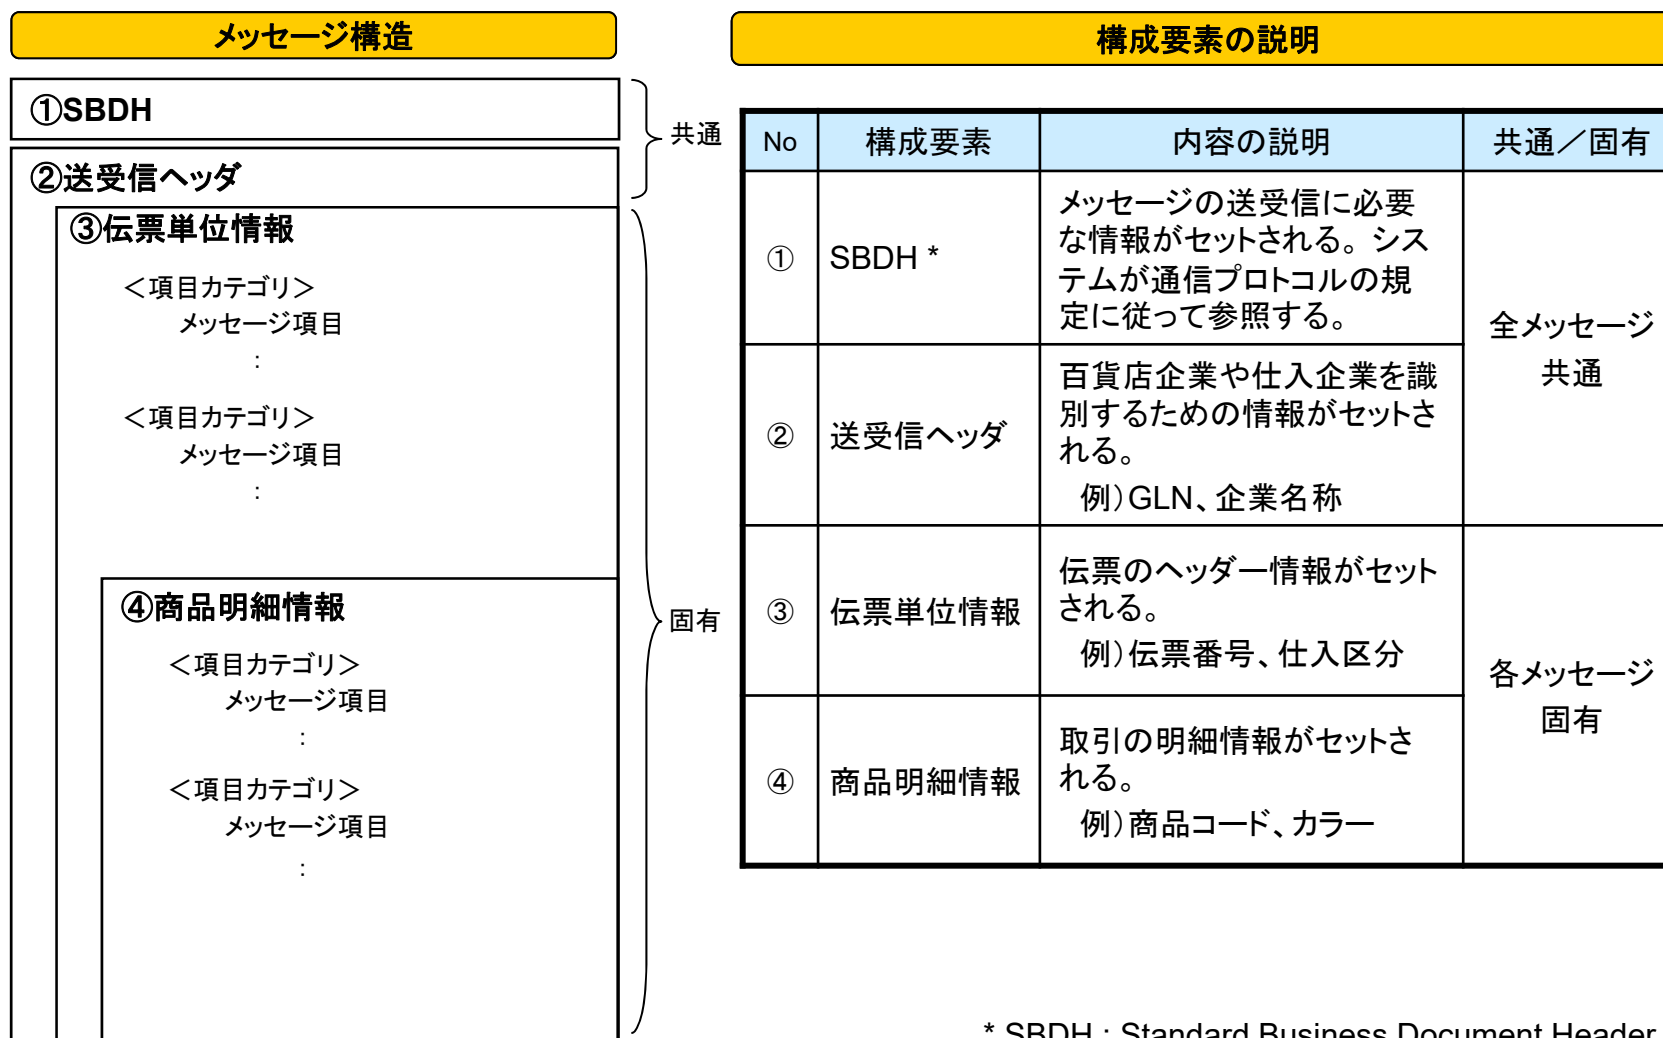 メッセージ構造
①SBDH
②送受信ヘッダ
③伝票単位情報
＜項目カテゴリ＞
メッセージ項目
：
＜項目カテゴリ＞
メッセージ項目
：
④商品明細情報
＜項目カテゴリ＞
メッセージ項目
：
＜項目カテゴリ＞
メッセージ項目
：
共通
固有
構成要素の説明
No 構成要素 内容の説明 共通／固有
① SBDH *
メッセージの送受信に必要
な情報がセットされる。シス
テムが通信プロトコルの規
定に従って参照する。
② 送受信ヘッダ
百貨店企業や仕入企業を識
別するための情報がセットさ
れる。
例）GLN、企業名称
全メッセージ
共通
③ 伝票単位情報
伝票のヘッダー情報がセット
される。
例）伝票番号、仕入区分
④ 商品明細情報
取引の明細情報がセットさ
れる。
例）商品コード、カラー
各メッセージ
固有
* SBDH : Standard Business Document Header